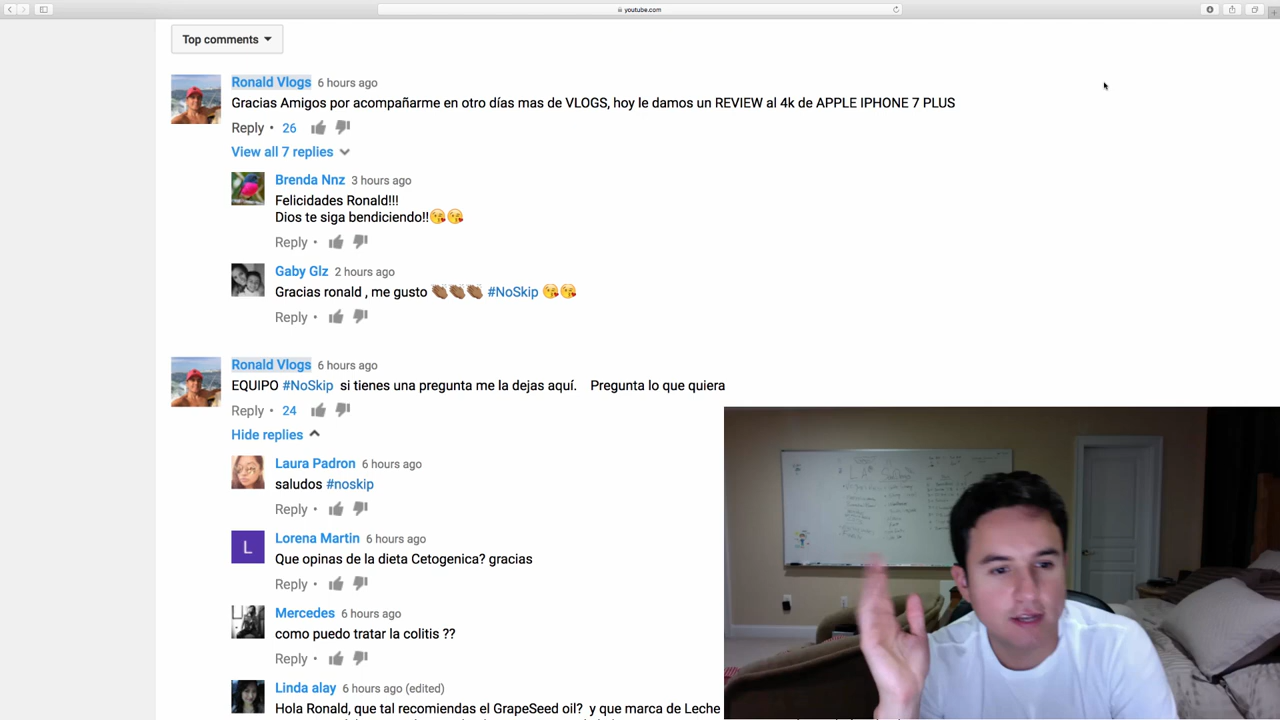 youtube.com
Top comments
Ronald Vlogs 6 hours ago
Gracias Amigos por acompañarme en otro días mas de VLOGS, hoy le damos un REVIEW al 4k de APPLE IPHONE 7 PLUS
Reply • 26
View all 7 replies
Brenda Nnz 3 hours ago
Felicidades Ronald!!!
Dios te siga bendiciendo!!😘😘
Reply •
Gaby Glz 2 hours ago
Gracias ronald , me gusto 👏🏾👏🏾👏🏾 #NoSkip 😘😘
Reply •
Ronald Vlogs 6 hours ago
EQUIPO #NoSkip si tienes una pregunta me la dejas aquí. Pregunta lo que quiera
Reply • 24
Hide replies
Laura Padron 6 hours ago
saludos #noskip
Reply •
L
Lorena Martin 6 hours ago
Que opinas de la dieta Cetogenica? gracias
Reply •
Mercedes 6 hours ago
como puedo tratar la colitis ??
Reply •
Linda alay 6 hours ago (edited)
Hola Ronald, que tal recomiendas el GrapeSeed oil? y que marca de Leche